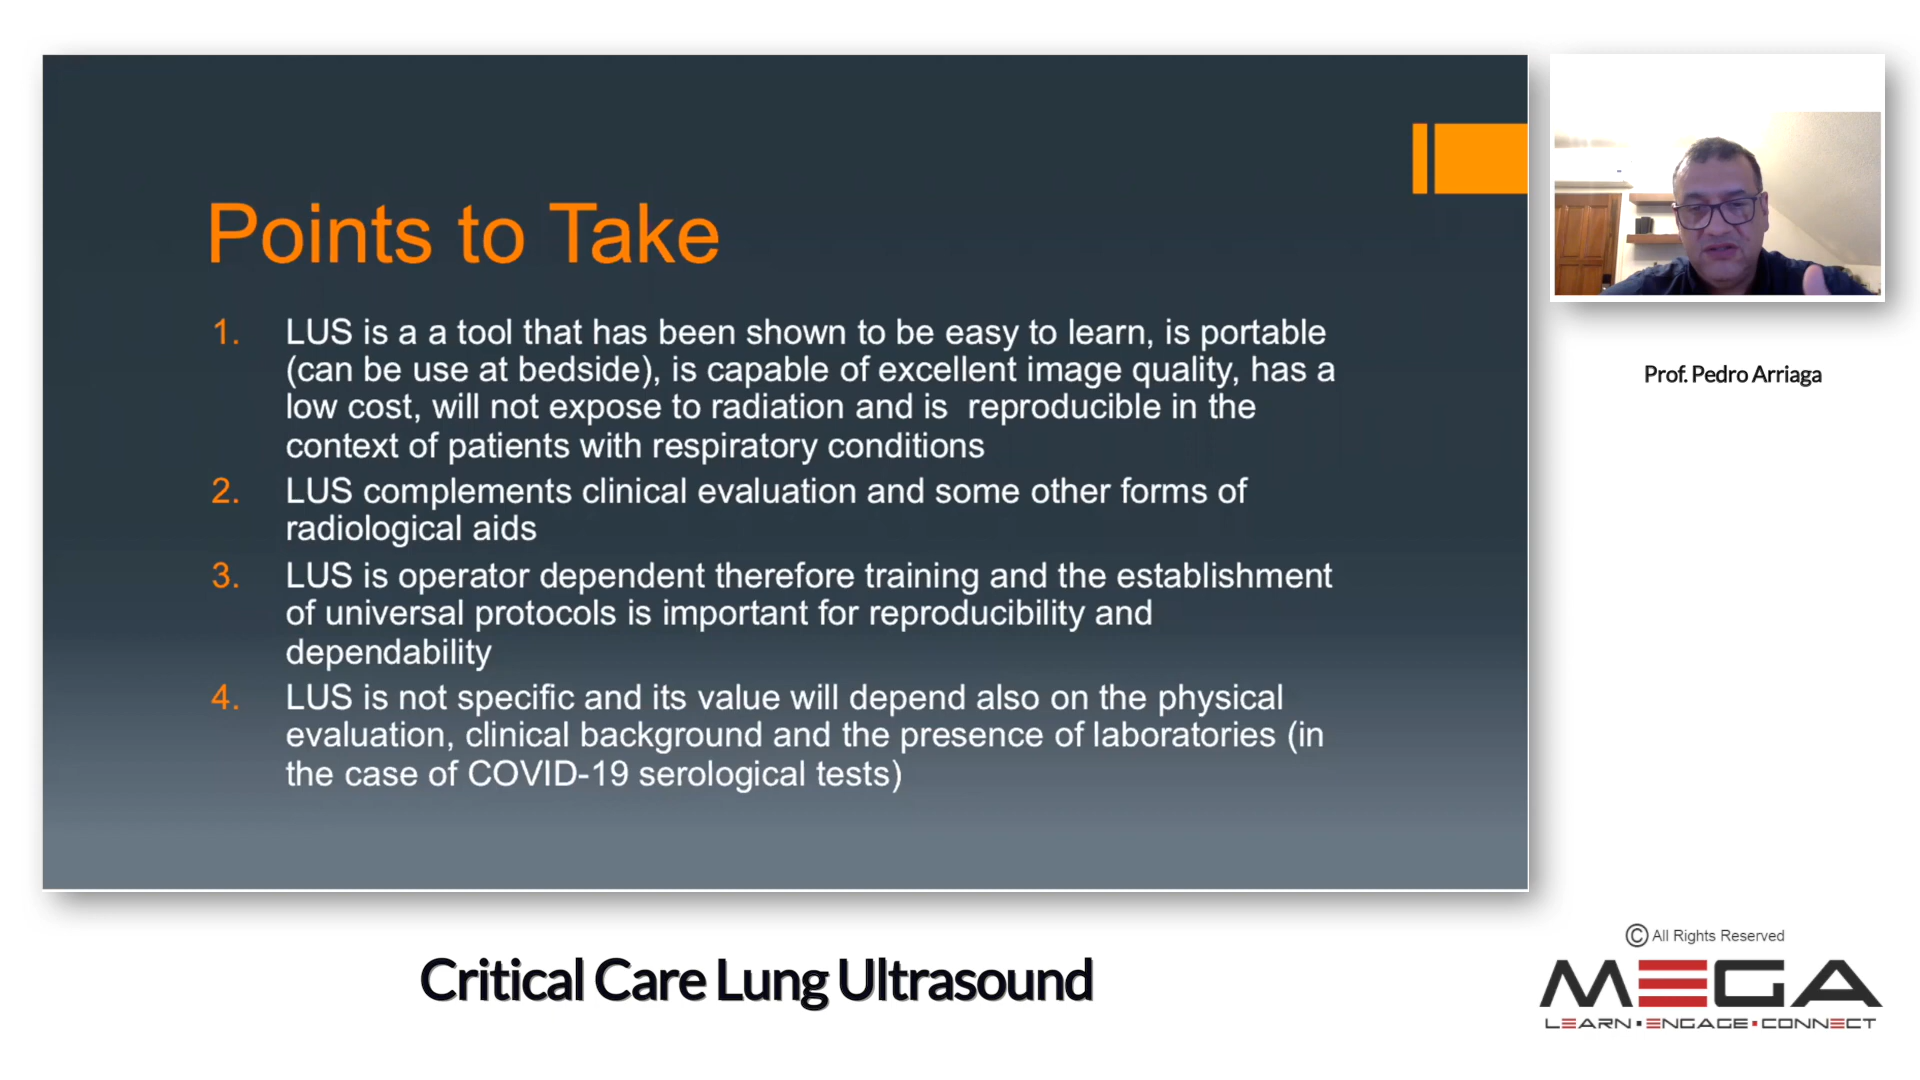 Points to Take
1. LUS is a a tool that has been shown to be easy to learn, is portable
(can be use at bedside), is capable of excellent image quality, has a
low cost, will not expose to radiation and is  reproducible in the
context of patients with respiratory conditions
2. LUS complements clinical evaluation and some other forms of
radiological aids
3. LUS is operator dependent therefore training and the establishment
of universal protocols is important for reproducibility and
dependability
4. LUS is not specific and its value will depend also on the physical
evaluation, clinical background and the presence of laboratories (in
the case of COVID-19 serological tests)
Prof. Pedro Arriaga
Critical Care Lung Ultrasound
© All Rights Reserved
MEGA
LEARN · ENGAGE · CONNECT